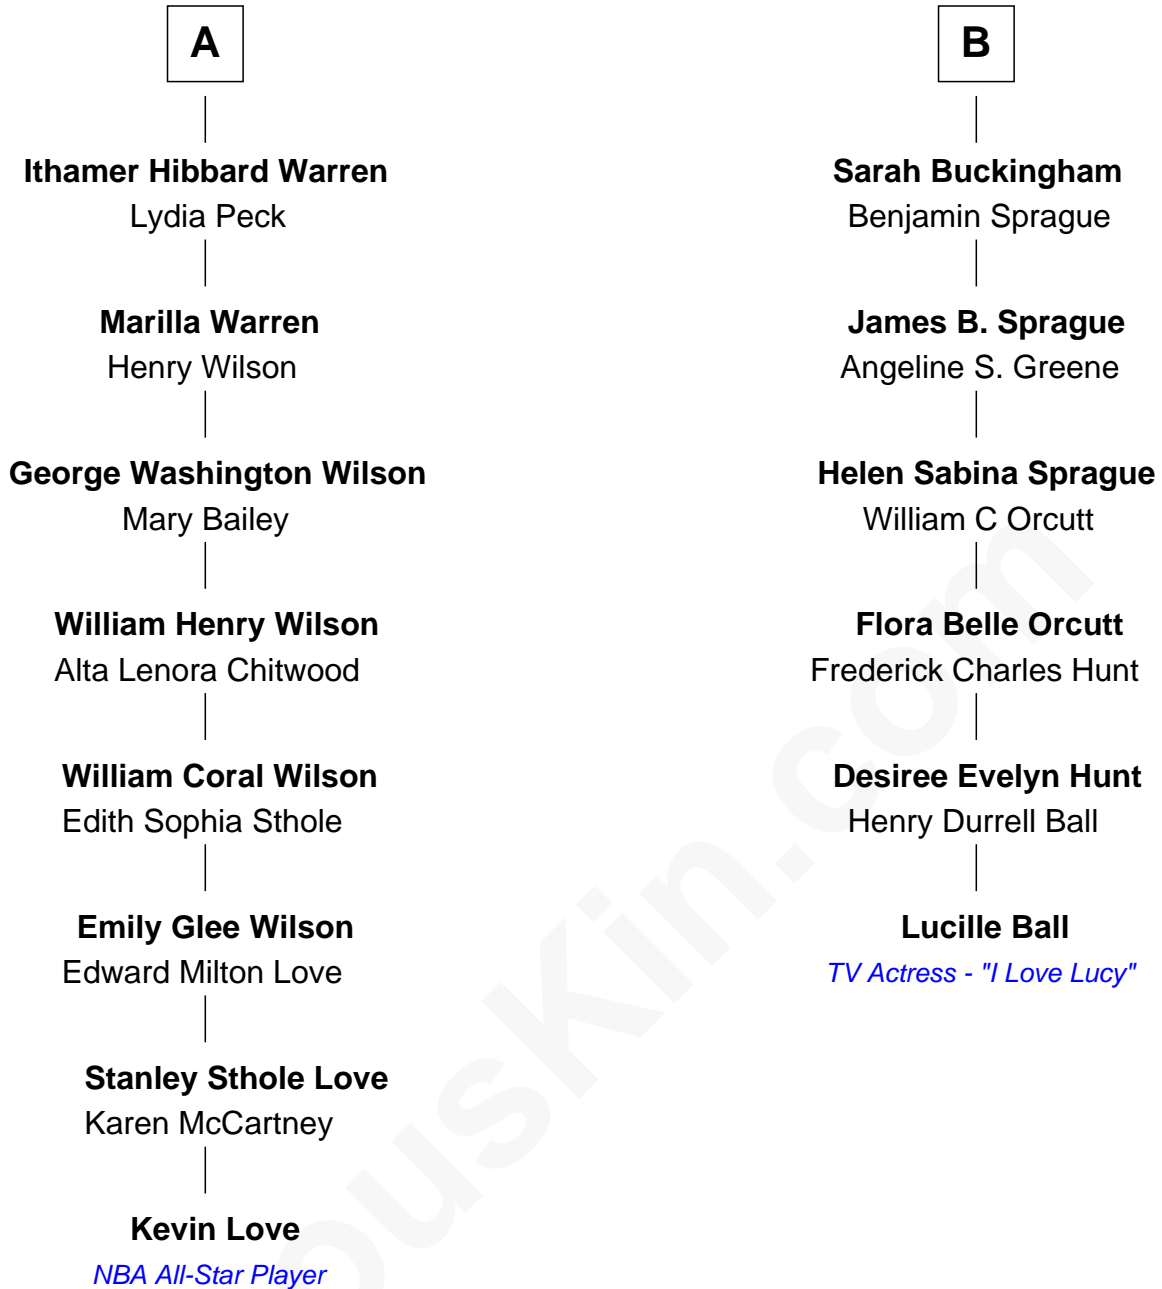 A
Ithamer Hibbard Warren
Lydia Peck
Marilla Warren
Henry Wilson
George Washington Wilson
Mary Bailey
William Henry Wilson
Alta Lenora Chitwood
William Coral Wilson
Edith Sophia Sthole
Emily Glee Wilson
Edward Milton Love
Stanley Sthole Love
Karen McCartney
Kevin Love
NBA All-Star Player
B
Sarah Buckingham
Benjamin Sprague
James B. Sprague
Angeline S. Greene
Helen Sabina Sprague
William C Orcutt
Flora Belle Orcutt
Frederick Charles Hunt
Desiree Evelyn Hunt
Henry Durrell Ball
Lucille Ball
TV Actress - "I Love Lucy"
ousKin.com